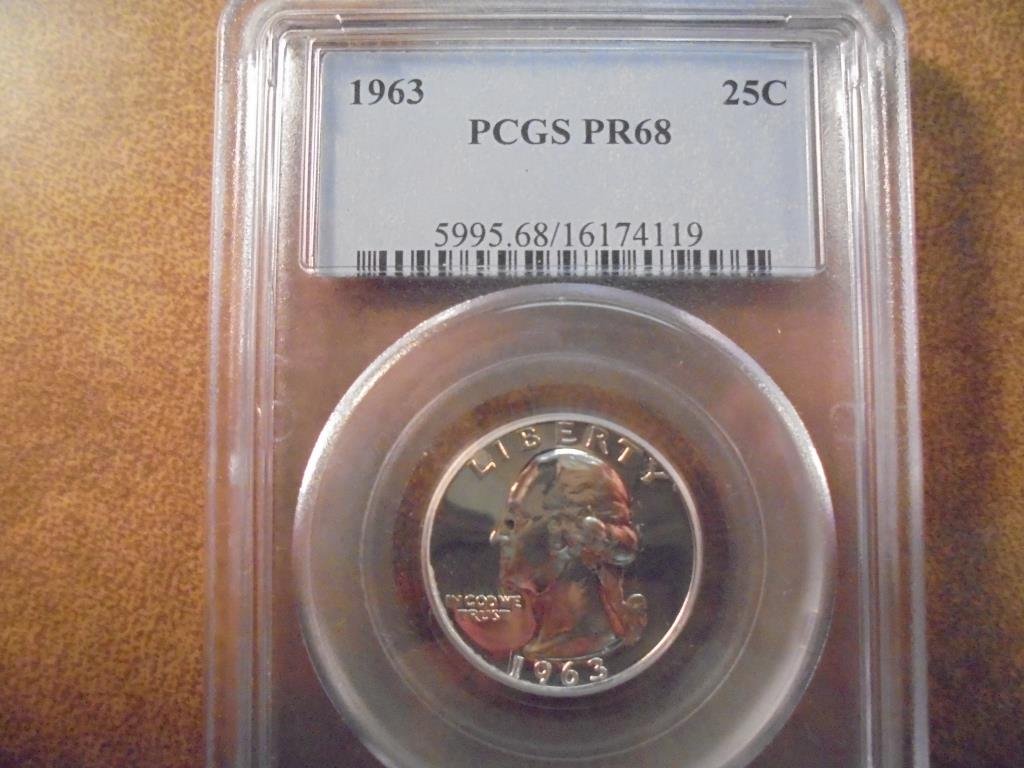 1963 25C
PCGS PR68
5995.68/16174119
LIBERTY
IN GOD WE
TRUST
1963